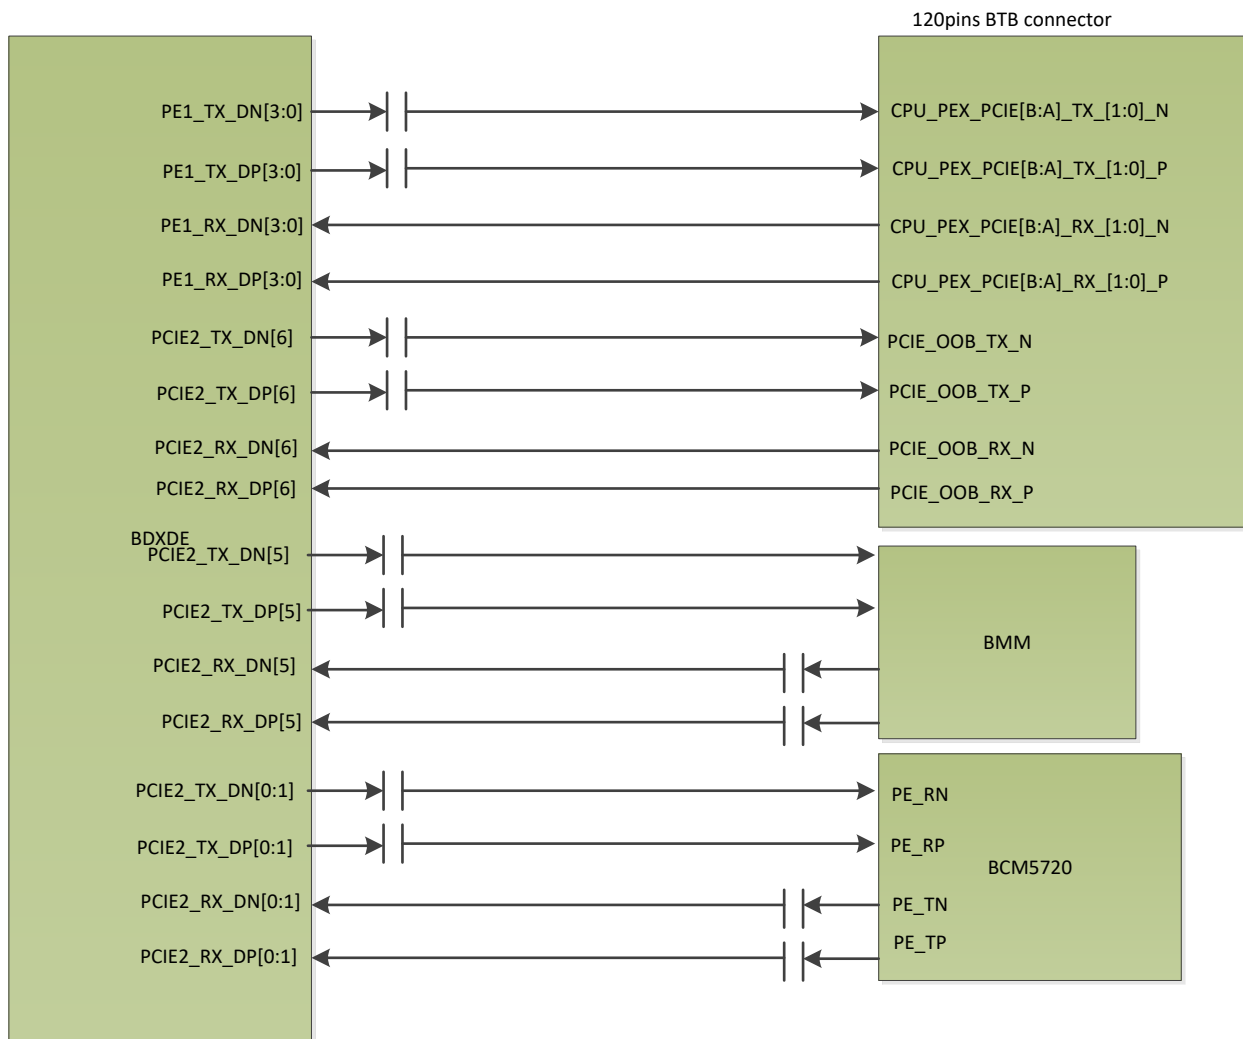 120pins BTB connector
PE1_TX_DN[3:0]
CPU_PEX_PCIE[B:A]_TX_[1:0]_N
PE1_TX_DP[3:0]
CPU_PEX_PCIE[B:A]_TX_[1:0]_P
PE1_RX_DN[3:0]
CPU_PEX_PCIE[B:A]_RX_[1:0]_N
PE1_RX_DP[3:0]
CPU_PEX_PCIE[B:A]_RX_[1:0]_P
PCIE2_TX_DN[6]
PCIE_OOB_TX_N
PCIE2_TX_DP[6]
PCIE_OOB_TX_P
PCIE2_RX_DN[6]
PCIE_OOB_RX_N
PCIE2_RX_DP[6]
PCIE_OOB_RX_P
BDXDE
PCIE2_TX_DN[5]
PCIE2_TX_DP[5]
BMM
PCIE2_RX_DN[5]
PCIE2_RX_DP[5]
PCIE2_TX_DN[0:1]
PE_RN
PCIE2_TX_DP[0:1]
PE_RP
BCM5720
PCIE2_RX_DN[0:1]
PE_TN
PE_TP
PCIE2_RX_DP[0:1]